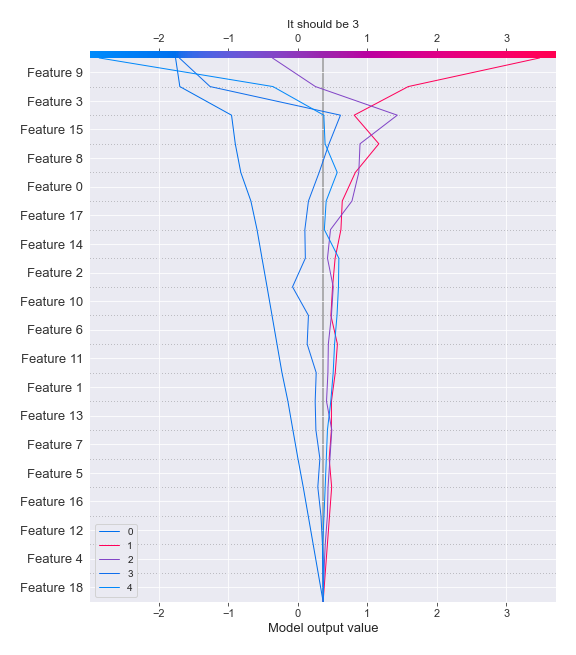 It should be 3
−2 −1 0 1 2 3
Feature 9
Feature 3
Feature 15
Feature 8
Feature 0
Feature 17
Feature 14
Feature 2
Feature 10
Feature 6
Feature 11
Feature 1
Feature 13
Feature 7
Feature 5
Feature 16
Feature 12
Feature 4
Feature 18
0
1
2
3
4
−2 −1 0 1 2 3
Model output value